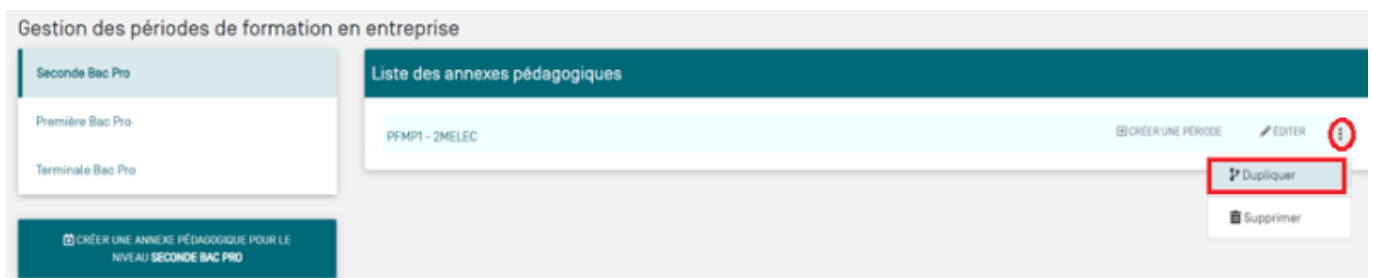 Gestion des périodes de formation en entreprise
Seconde Bac Pro
Première Bac Pro
Terminale Bac Pro
CRÉER UNE ANNEXE PÉDAGOGIQUE POUR LE
NIVEAU SECONDE BAC PRO
Liste des annexes pédagogiques
PFMP1 - 2MELEC
CRÉER UNE PÉRIODE
ÉDITER
Dupliquer
Supprimer